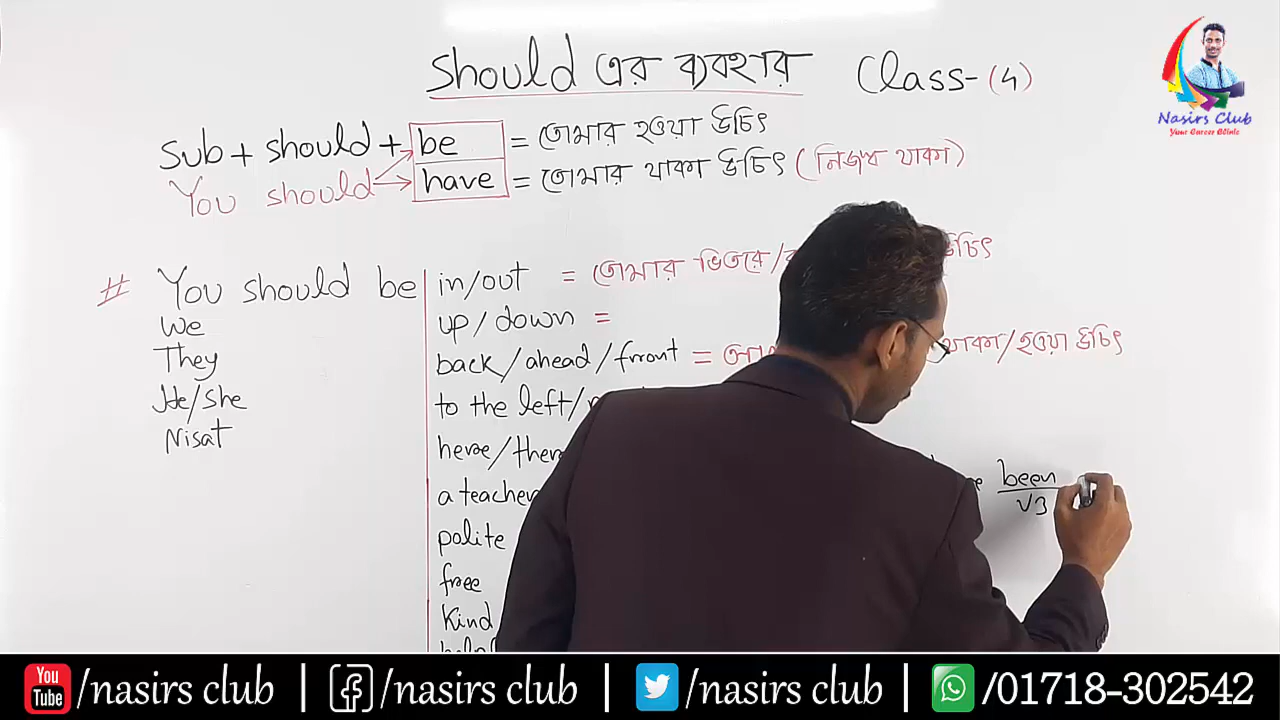 Should এর ব্যবহার Class-(4)
Nasirs Club
Your Career Clinic
Sub + should + be = তোমার হওয়া উচিৎ
You should have = তোমার থাকা উচিৎ (নিজস্ব থাকা)
# You should be in/out = তোমার ভিতরে/ উচিৎ
We up/down =
They back/ahead/front = থাকা/হওয়া উচিৎ
He/She to the left/
Nisat
here/there
a teacher been
V3
polite
free
Kind
You Tube /nasirs club /nasirs club /nasirs club /01718-302542